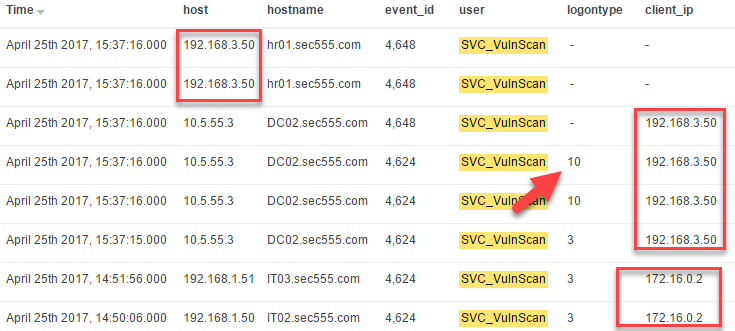 Time host hostname event_id user logontype client_ip
April 25th 2017, 15:37:16.000 192.168.3.50 hr01.sec555.com 4,648 SVC_VulnScan - -
April 25th 2017, 15:37:16.000 192.168.3.50 hr01.sec555.com 4,648 SVC_VulnScan - -
April 25th 2017, 15:37:16.000 10.5.55.3 DC02.sec555.com 4,648 SVC_VulnScan - 192.168.3.50
April 25th 2017, 15:37:16.000 10.5.55.3 DC02.sec555.com 4,624 SVC_VulnScan 10 192.168.3.50
April 25th 2017, 15:37:16.000 10.5.55.3 DC02.sec555.com 4,624 SVC_VulnScan 10 192.168.3.50
April 25th 2017, 15:37:15.000 10.5.55.3 DC02.sec555.com 4,624 SVC_VulnScan 3 192.168.3.50
April 25th 2017, 14:51:56.000 192.168.1.51 IT03.sec555.com 4,624 SVC_VulnScan 3 172.16.0.2
April 25th 2017, 14:50:06.000 192.168.1.50 IT02.sec555.com 4,624 SVC_VulnScan 3 172.16.0.2